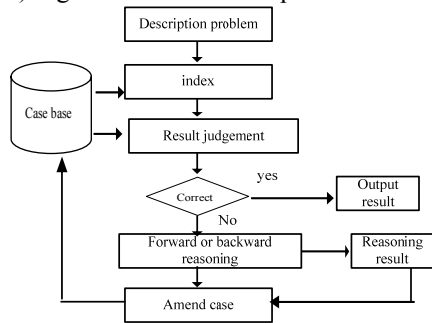 Description problem
index
Case base
Result judgement
yes
Correct
Output
result
No
Forward or backward
reasoning
Reasoning
result
Amend case